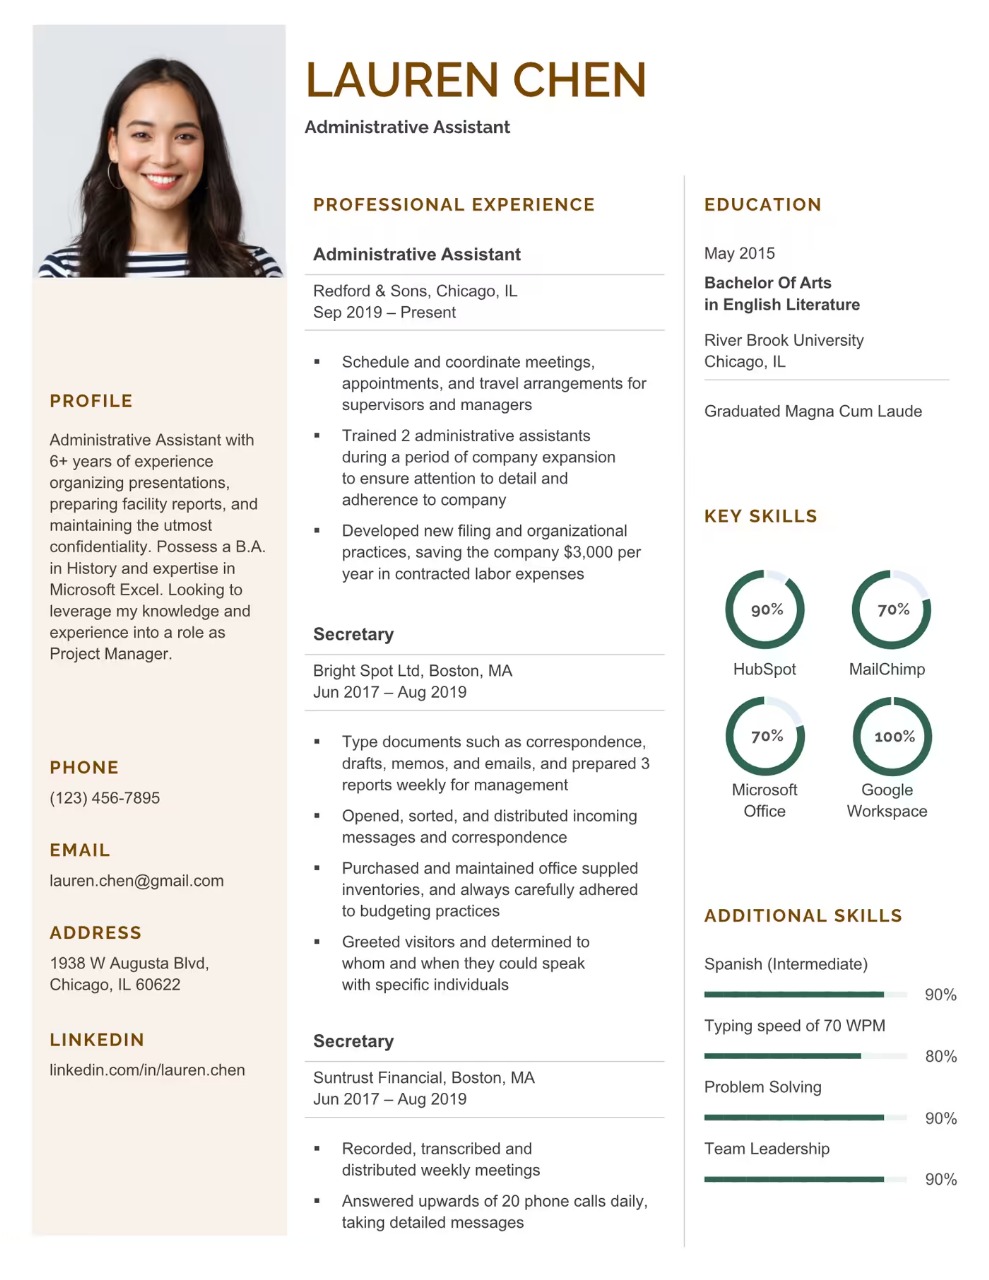 LAUREN CHEN
Administrative Assistant
PROFILE
Administrative Assistant with
6+ years of experience
organizing presentations,
preparing facility reports, and
maintaining the utmost
confidentiality. Possess a B.A.
in History and expertise in
Microsoft Excel. Looking to
leverage my knowledge and
experience into a role as
Project Manager.
PHONE
(123) 456-7895
EMAIL
lauren.chen@gmail.com
ADDRESS
1938 W Augusta Blvd,
Chicago, IL 60622
LINKEDIN
linkedin.com/in/lauren.chen
PROFESSIONAL EXPERIENCE
Administrative Assistant
Redford & Sons, Chicago, IL
Sep 2019 – Present
▪ Schedule and coordinate meetings,
appointments, and travel arrangements for
supervisors and managers
▪ Trained 2 administrative assistants
during a period of company expansion
to ensure attention to detail and
adherence to company
▪ Developed new filing and organizational
practices, saving the company $3,000 per
year in contracted labor expenses
Secretary
Bright Spot Ltd, Boston, MA
Jun 2017 – Aug 2019
▪ Type documents such as correspondence,
drafts, memos, and emails, and prepared 3
reports weekly for management
▪ Opened, sorted, and distributed incoming
messages and correspondence
▪ Purchased and maintained office suppled
inventories, and always carefully adhered
to budgeting practices
▪ Greeted visitors and determined to
whom and when they could speak
with specific individuals
Secretary
Suntrust Financial, Boston, MA
Jun 2017 – Aug 2019
▪ Recorded, transcribed and
distributed weekly meetings
▪ Answered upwards of 20 phone calls daily,
taking detailed messages
EDUCATION
May 2015
Bachelor Of Arts
in English Literature
River Brook University
Chicago, IL
Graduated Magna Cum Laude
KEY SKILLS
90%
HubSpot
70%
MailChimp
70%
Microsoft
Office
100%
Google
Workspace
ADDITIONAL SKILLS
Spanish (Intermediate)
90%
Typing speed of 70 WPM
80%
Problem Solving
90%
Team Leadership
90%